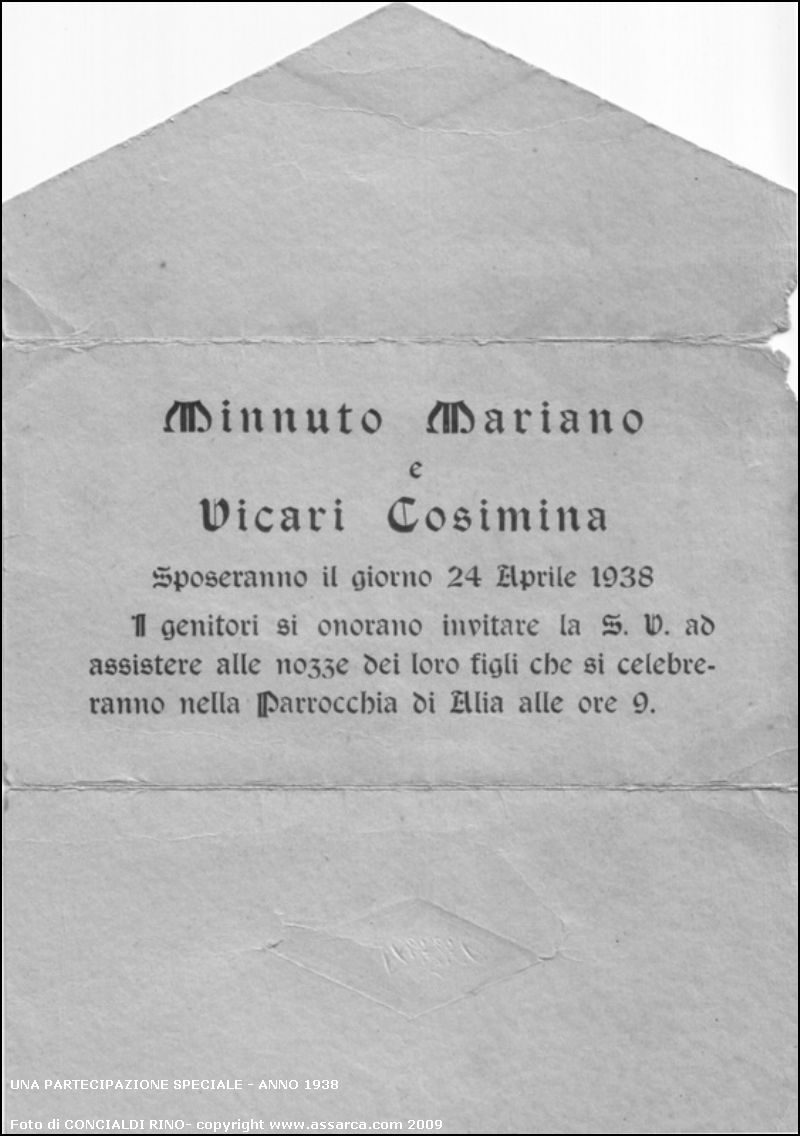 Minnuto Mariano
e
Vicari Cosimina
Sposeranno il giorno 24 Aprile 1938
I genitori si onorano invitare la S. V. ad
assistere alle nozze dei loro figli che si celebre-
ranno nella Parrocchia di Alia alle ore 9.
UNA PARTECIPAZIONE SPECIALE - ANNO 1938
Foto di CONCIALDI RINO- copyright www.assarca.com 2009